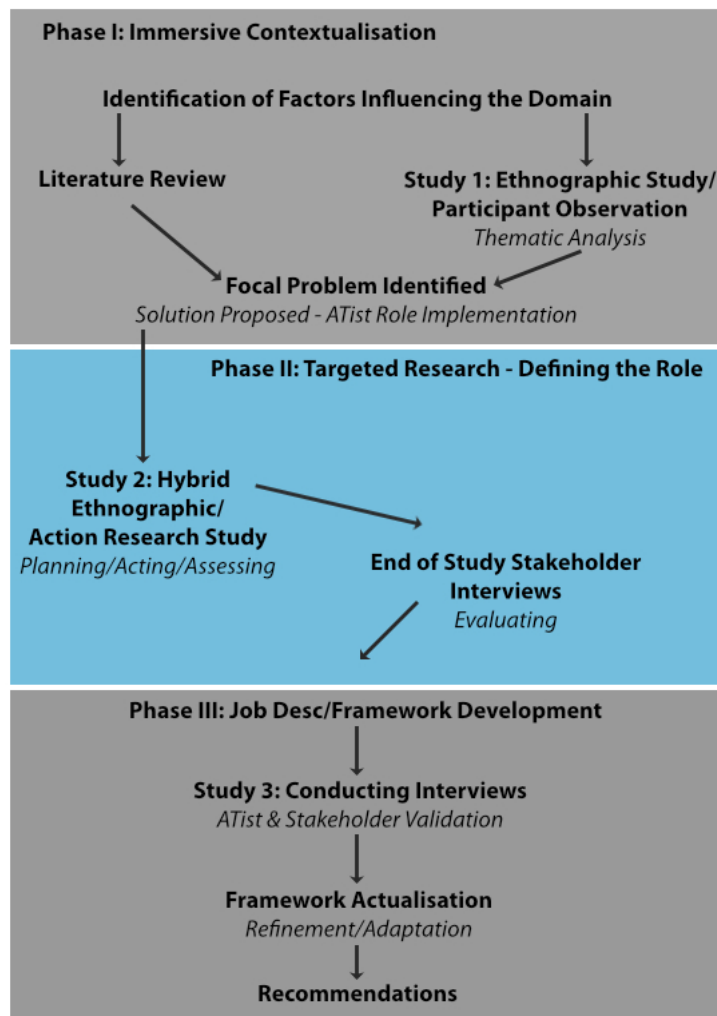 Phase I: Immersive Contextualisation
Identification of Factors Influencing the Domain
Literature Review
Study 1: Ethnographic Study/
Participant Observation
Thematic Analysis
Focal Problem Identified
Solution Proposed - ATist Role Implementation
Phase II: Targeted Research - Defining the Role
Study 2: Hybrid
Ethnographic/
Action Research Study
Planning/Acting/Assessing
End of Study Stakeholder
Interviews
Evaluating
Phase III: Job Desc/Framework Development
Study 3: Conducting Interviews
ATist & Stakeholder Validation
Framework Actualisation
Refinement/Adaptation
Recommendations